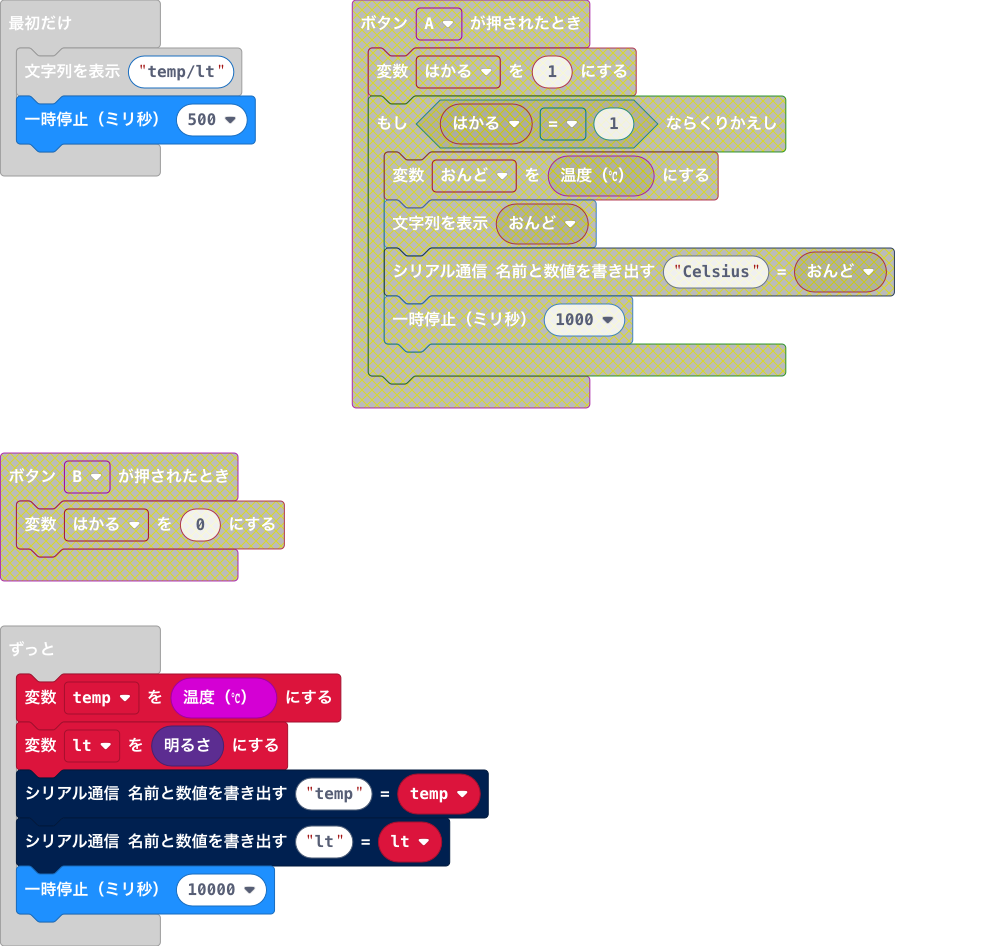 最初だけ
文字列を表示 "temp/lt"
一時停止（ミリ秒） 500
ボタン A が押されたとき
変数 はかる を 1 にする
もし はかる = 1 ならくりかえし
変数 おんど を 温度（℃） にする
文字列を表示 おんど
シリアル通信 名前と数値を書き出す "Celsius" = おんど
一時停止（ミリ秒） 1000
ボタン B が押されたとき
変数 はかる を 0 にする
ずっと
変数 temp を 温度（℃） にする
変数 lt を 明るさ にする
シリアル通信 名前と数値を書き出す "temp" = temp
シリアル通信 名前と数値を書き出す "lt" = lt
一時停止（ミリ秒） 10000